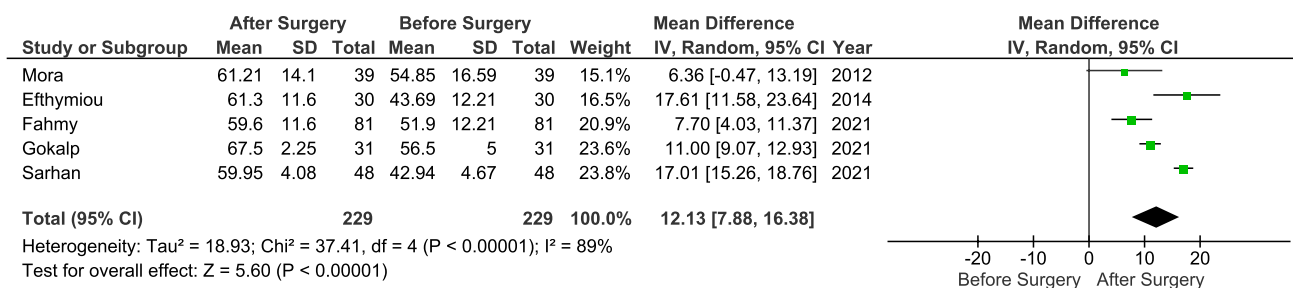 After Surgery Before Surgery Mean Difference Mean Difference
Study or Subgroup Mean SD Total Mean SD Total Weight IV, Random, 95% CI Year IV, Random, 95% CI
Mora 61.21 14.1 39 54.85 16.59 39 15.1% 6.36 [-0.47, 13.19] 2012
Efthymiou 61.3 11.6 30 43.69 12.21 30 16.5% 17.61 [11.58, 23.64] 2014
Fahmy 59.6 11.6 81 51.9 12.21 81 20.9% 7.70 [4.03, 11.37] 2021
Gokalp 67.5 2.25 31 56.5 5 31 23.6% 11.00 [9.07, 12.93] 2021
Sarhan 59.95 4.08 48 42.94 4.67 48 23.8% 17.01 [15.26, 18.76] 2021
Total (95% CI) 229 229 100.0% 12.13 [7.88, 16.38]
Heterogeneity: Tau² = 18.93; Chi² = 37.41, df = 4 (P < 0.00001); I² = 89%
Test for overall effect: Z = 5.60 (P < 0.00001)
-20 -10 0 10 20
Before Surgery After Surgery